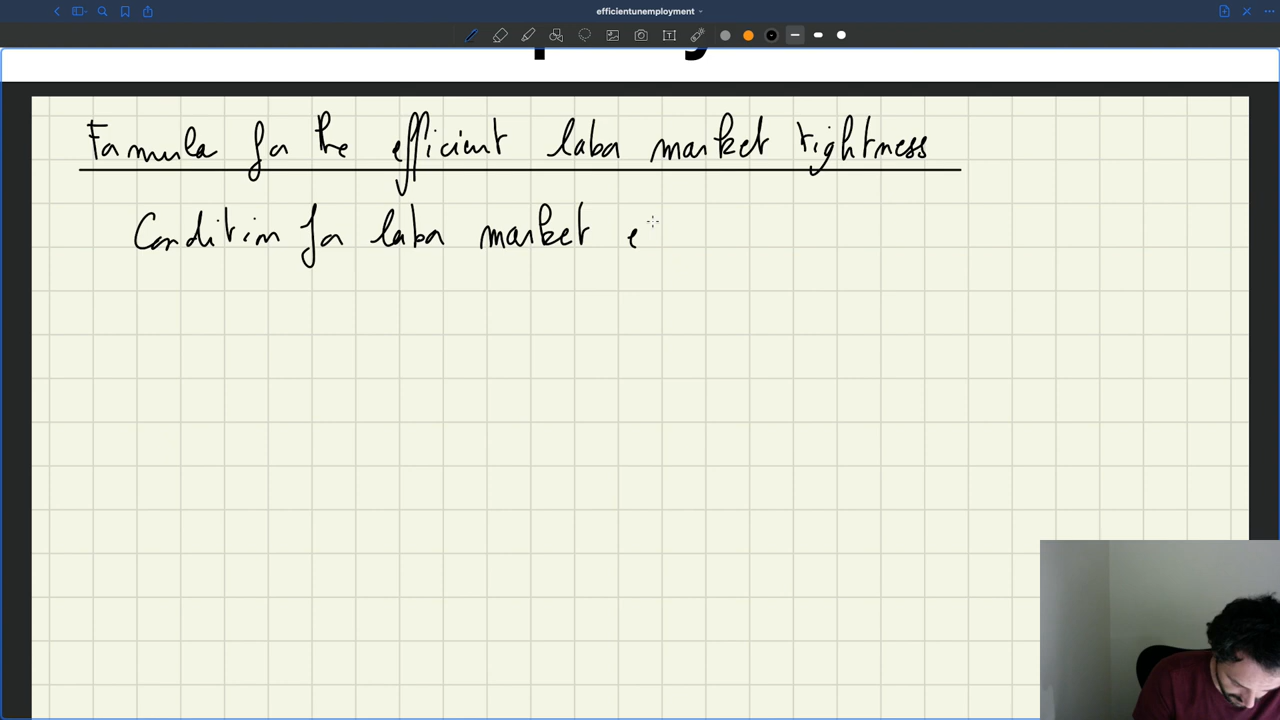 efficientunemployment
Formula for the efficient labor market tightness
Condition for labor market e